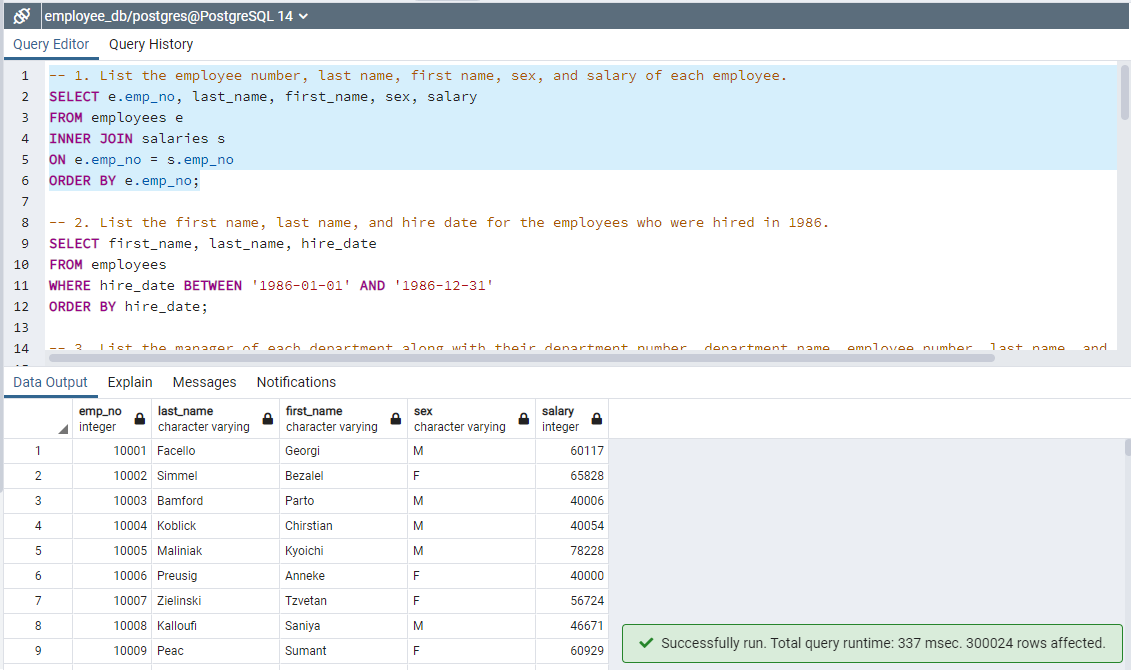 employee_db/postgres@PostgreSQL 14
Query Editor Query History
1 -- 1. List the employee number, last name, first name, sex, and salary of each employee.
2 SELECT e.emp_no, last_name, first_name, sex, salary
3 FROM employees e
4 INNER JOIN salaries s
5 ON e.emp_no = s.emp_no
6 ORDER BY e.emp_no;
7
8 -- 2. List the first name, last name, and hire date for the employees who were hired in 1986.
9 SELECT first_name, last_name, hire_date
10 FROM employees
11 WHERE hire_date BETWEEN '1986-01-01' AND '1986-12-31'
12 ORDER BY hire_date;
13
14 -- 3. List the manager of each department along with their department number, department name, employee number, last name, and
Data Output Explain Messages Notifications
emp_no last_name first_name sex salary
integer character varying character varying character varying integer
1 10001 Facello Georgi M 60117
2 10002 Simmel Bezalel F 65828
3 10003 Bamford Parto M 40006
4 10004 Koblick Chirstian M 40054
5 10005 Maliniak Kyoichi M 78228
6 10006 Preusig Anneke F 40000
7 10007 Zielinski Tzvetan F 56724
8 10008 Kalloufi Saniya M 46671
9 10009 Peac Sumant F 60929
Successfully run. Total query runtime: 337 msec. 300024 rows affected.